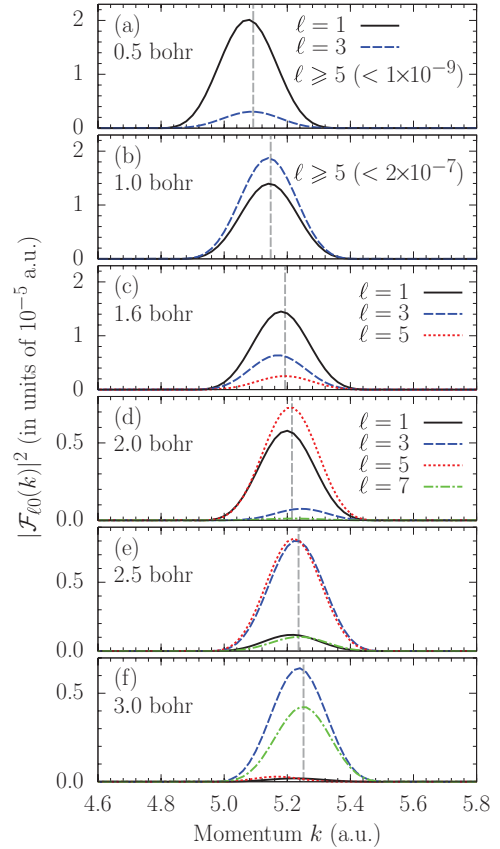 |𝓕ℓ0(k)|² (in units of 10⁻⁵ a.u.)
(a)
0.5 bohr
ℓ = 1
ℓ = 3
ℓ ⩾ 5 (< 1×10⁻⁹)
2
1
0
(b)
1.0 bohr
ℓ ⩾ 5 (< 2×10⁻⁷)
2
1
0
(c)
1.6 bohr
ℓ = 1
ℓ = 3
ℓ = 5
2
1
0
(d)
2.0 bohr
ℓ = 1
ℓ = 3
ℓ = 5
ℓ = 7
0.5
0.0
(e)
2.5 bohr
0.5
0.0
(f)
3.0 bohr
0.5
0.0
4.6 4.8 5.0 5.2 5.4 5.6 5.8
Momentum k (a.u.)